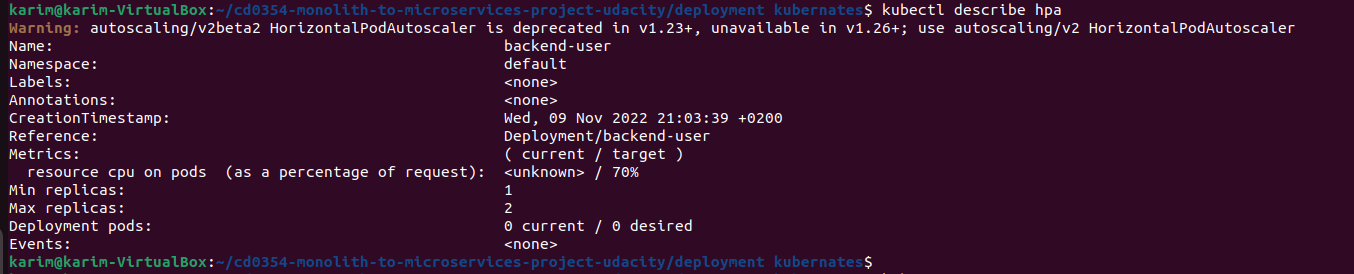 karim@karim-VirtualBox:~/cd0354-monolith-to-microservices-project-udacity/deployment kubernates$ kubectl describe hpa
Warning: autoscaling/v2beta2 HorizontalPodAutoscaler is deprecated in v1.23+, unavailable in v1.26+; use autoscaling/v2 HorizontalPodAutoscaler
Name: backend-user
Namespace: default
Labels: <none>
Annotations: <none>
CreationTimestamp: Wed, 09 Nov 2022 21:03:39 +0200
Reference: Deployment/backend-user
Metrics: ( current / target )
resource cpu on pods  (as a percentage of request): <unknown> / 70%
Min replicas: 1
Max replicas: 2
Deployment pods: 0 current / 0 desired
Events: <none>
karim@karim-VirtualBox:~/cd0354-monolith-to-microservices-project-udacity/deployment kubernates$